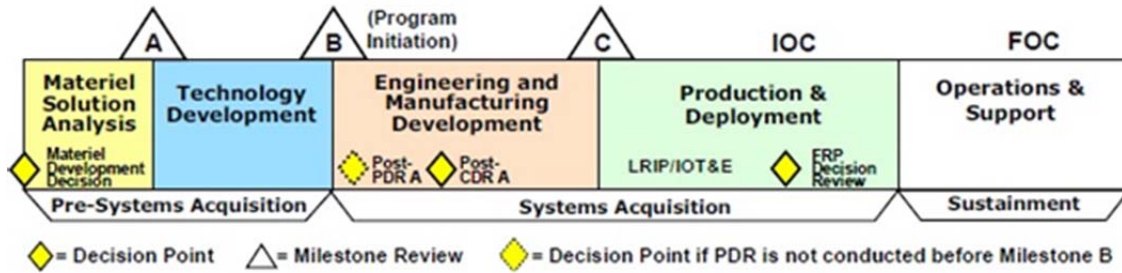 (Program
Initiation)
A
B
C
IOC
FOC
Materiel
Solution
Analysis
Technology
Development
Engineering and
Manufacturing
Development
Production &
Deployment
Operations &
Support
Materiel
Development
Decision
Post-
PDR A
Post-
CDR A
LRIP/IOT&E
FRP
Decision
Review
Pre-Systems Acquisition
Systems Acquisition
Sustainment
= Decision Point
= Milestone Review
= Decision Point if PDR is not conducted before Milestone B